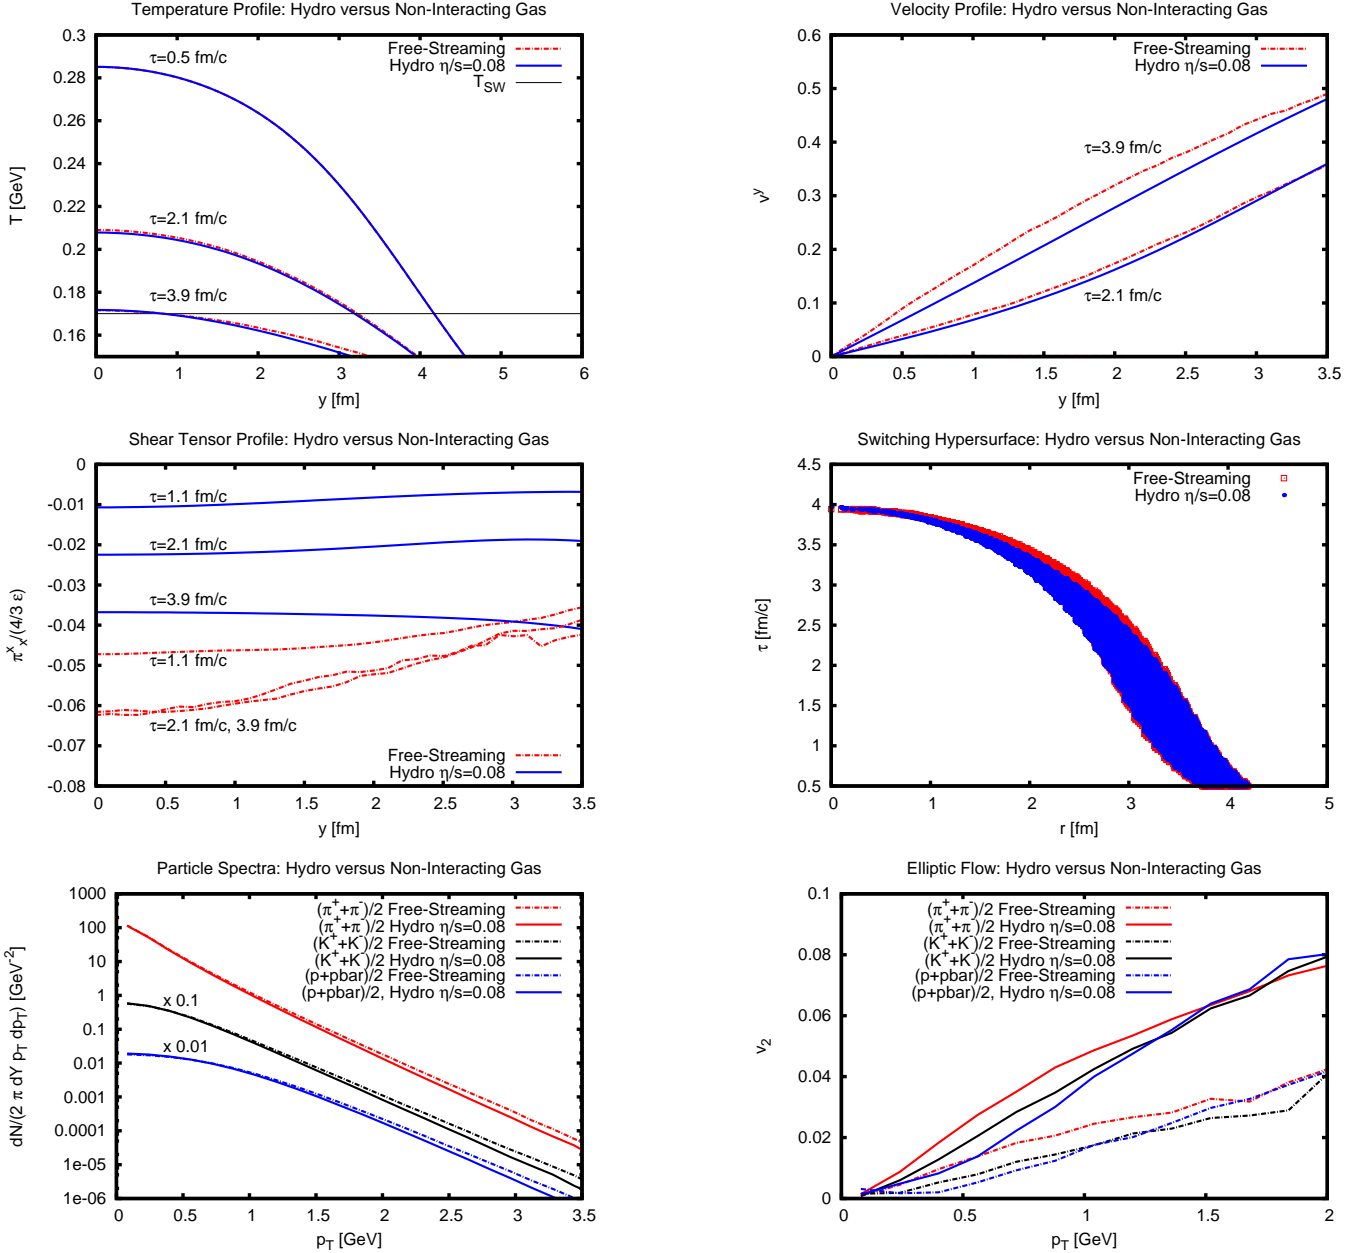 Temperature Profile: Hydro versus Non-Interacting Gas
0.3
0.28
0.26
0.24
0.22
0.2
0.18
0.16
T [GeV]
τ=0.5 fm/c
τ=2.1 fm/c
τ=3.9 fm/c
Free-Streaming
Hydro η/s=0.08
T_SW
0 1 2 3 4 5 6
y [fm]
Velocity Profile: Hydro versus Non-Interacting Gas
0.6
0.5
0.4
0.3
0.2
0.1
0
v^y
Free-Streaming
Hydro η/s=0.08
τ=3.9 fm/c
τ=2.1 fm/c
0 0.5 1 1.5 2 2.5 3 3.5
y [fm]
Shear Tensor Profile: Hydro versus Non-Interacting Gas
0
-0.01
-0.02
-0.03
-0.04
-0.05
-0.06
-0.07
-0.08
π^x_x/(4/3 ε)
τ=1.1 fm/c
τ=2.1 fm/c
τ=3.9 fm/c
τ=1.1 fm/c
τ=2.1 fm/c, 3.9 fm/c
Free-Streaming
Hydro η/s=0.08
0 0.5 1 1.5 2 2.5 3 3.5
y [fm]
Switching Hypersurface: Hydro versus Non-Interacting Gas
4.5
4
3.5
3
2.5
2
1.5
1
0.5
τ [fm/c]
Free-Streaming
Hydro η/s=0.08
0 1 2 3 4 5
r [fm]
Particle Spectra: Hydro versus Non-Interacting Gas
1000
100
10
1
0.1
0.01
0.001
0.0001
1e-05
1e-06
dN/(2 π dY p_T dp_T) [GeV^-2]
(π^+ +π^-)/2 Free-Streaming
(π^+ +π^-)/2 Hydro η/s=0.08
(K^+ +K^-)/2 Free-Streaming
(K^+ +K^-)/2 Hydro η/s=0.08
(p+pbar)/2 Free-Streaming
(p+pbar)/2, Hydro η/s=0.08
x 0.1
x 0.01
0 0.5 1 1.5 2 2.5 3 3.5
p_T [GeV]
Elliptic Flow: Hydro versus Non-Interacting Gas
0.1
0.08
0.06
0.04
0.02
0
v_2
(π^+ +π^-)/2 Free-Streaming
(π^+ +π^-)/2 Hydro η/s=0.08
(K^+ +K^-)/2 Free-Streaming
(K^+ +K^-)/2 Hydro η/s=0.08
(p+pbar)/2 Free-Streaming
(p+pbar)/2, Hydro η/s=0.08
0 0.5 1 1.5 2
p_T [GeV]